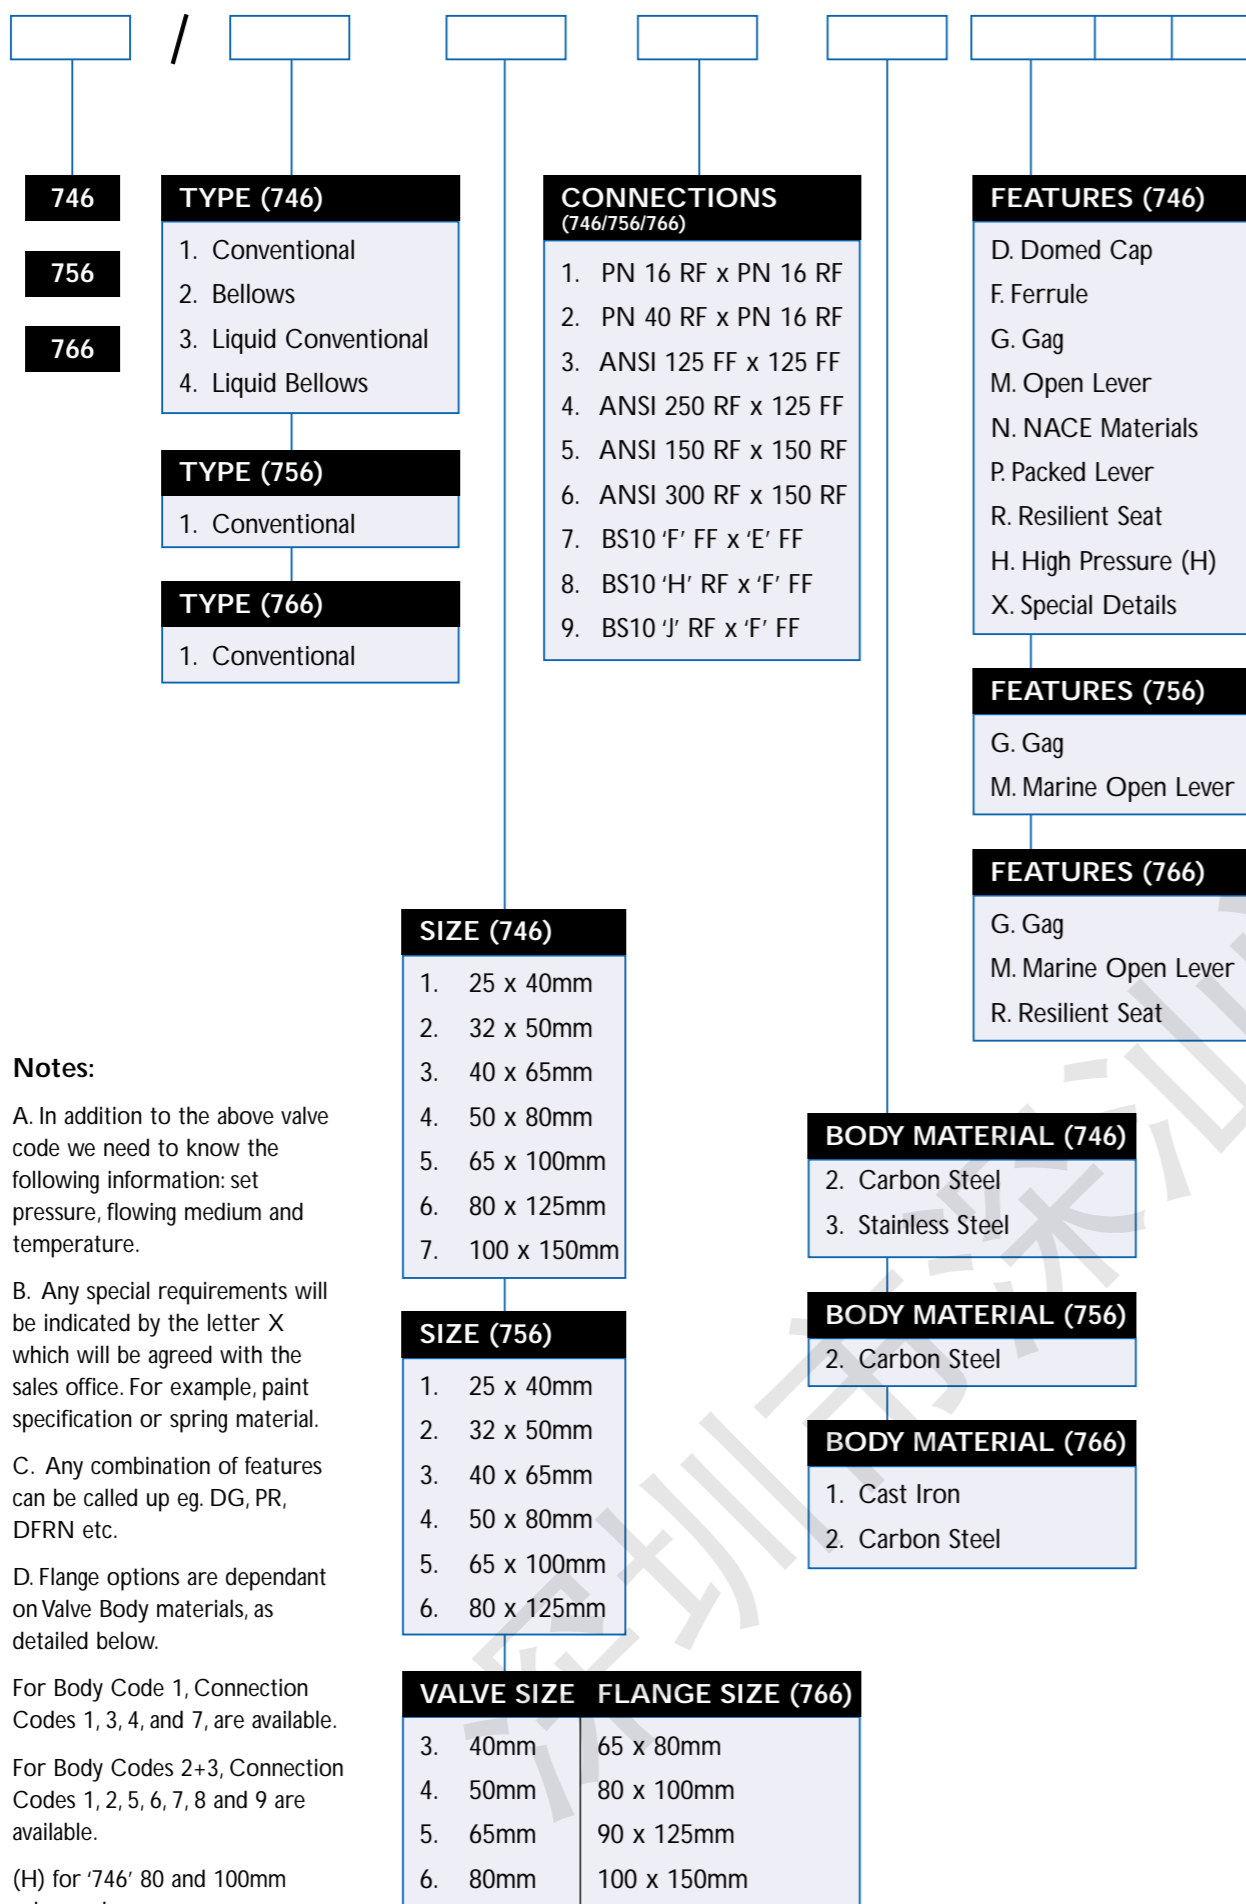 /
746
756
766
TYPE (746)
1. Conventional
2. Bellows
3. Liquid Conventional
4. Liquid Bellows
TYPE (756)
1. Conventional
TYPE (766)
1. Conventional
CONNECTIONS
(746/756/766)
1. PN 16 RF x PN 16 RF
2. PN 40 RF x PN 16 RF
3. ANSI 125 FF x 125 FF
4. ANSI 250 RF x 125 FF
5. ANSI 150 RF x 150 RF
6. ANSI 300 RF x 150 RF
7. BS10 ‘F’ FF x ‘E’ FF
8. BS10 ‘H’ RF x ‘F’ FF
9. BS10 ‘J’ RF x ‘F’ FF
FEATURES (746)
D. Domed Cap
F. Ferrule
G. Gag
M. Open Lever
N. NACE Materials
P. Packed Lever
R. Resilient Seat
H. High Pressure (H)
X. Special Details
FEATURES (756)
G. Gag
M. Marine Open Lever
FEATURES (766)
G. Gag
M. Marine Open Lever
R. Resilient Seat
SIZE (746)
1. 25 x 40mm
2. 32 x 50mm
3. 40 x 65mm
4. 50 x 80mm
5. 65 x 100mm
6. 80 x 125mm
7. 100 x 150mm
SIZE (756)
1. 25 x 40mm
2. 32 x 50mm
3. 40 x 65mm
4. 50 x 80mm
5. 65 x 100mm
6. 80 x 125mm
VALVE SIZE FLANGE SIZE (766)
3. 40mm 65 x 80mm
4. 50mm 80 x 100mm
5. 65mm 90 x 125mm
6. 80mm 100 x 150mm
BODY MATERIAL (746)
2. Carbon Steel
3. Stainless Steel
BODY MATERIAL (756)
2. Carbon Steel
BODY MATERIAL (766)
1. Cast Iron
2. Carbon Steel
Notes:
A. In addition to the above valve
code we need to know the
following information: set
pressure, flowing medium and
temperature.
B. Any special requirements will
be indicated by the letter X
which will be agreed with the
sales office. For example, paint
specification or spring material.
C. Any combination of features
can be called up eg. DG, PR,
DFRN etc.
D. Flange options are dependant
on Valve Body materials, as
detailed below.
For Body Code 1, Connection
Codes 1, 3, 4, and 7, are available.
For Body Codes 2+3, Connection
Codes 1, 2, 5, 6, 7, 8 and 9 are
available.
(H) for ‘746’ 80 and 100mm
深圳市深汕